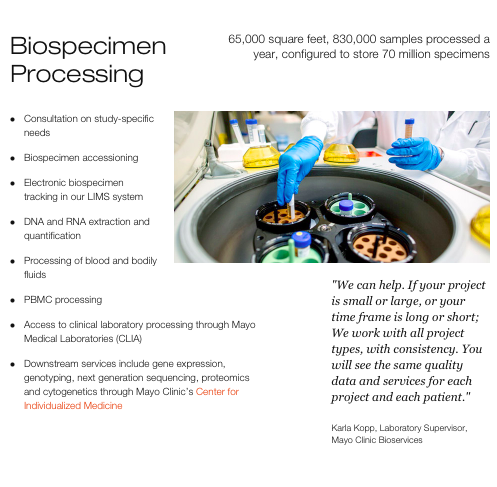 Biospecimen
Processing
65,000 square feet, 830,000 samples processed a
year, configured to store 70 million specimens
• Consultation on study-specific
needs
• Biospecimen accessioning
• Electronic biospecimen
tracking in our LIMS system
• DNA and RNA extraction and
quantification
• Processing of blood and bodily
fluids
• PBMC processing
• Access to clinical laboratory processing through Mayo
Medical Laboratories (CLIA)
• Downstream services include gene expression,
genotyping, next generation sequencing, proteomics
and cytogenetics through Mayo Clinic's Center for
Individualized Medicine
"We can help. If your project
is small or large, or your
time frame is long or short;
We work with all project
types, with consistency. You
will see the same quality
data and services for each
project and each patient."
Karla Kopp, Laboratory Supervisor,
Mayo Clinic Bioservices